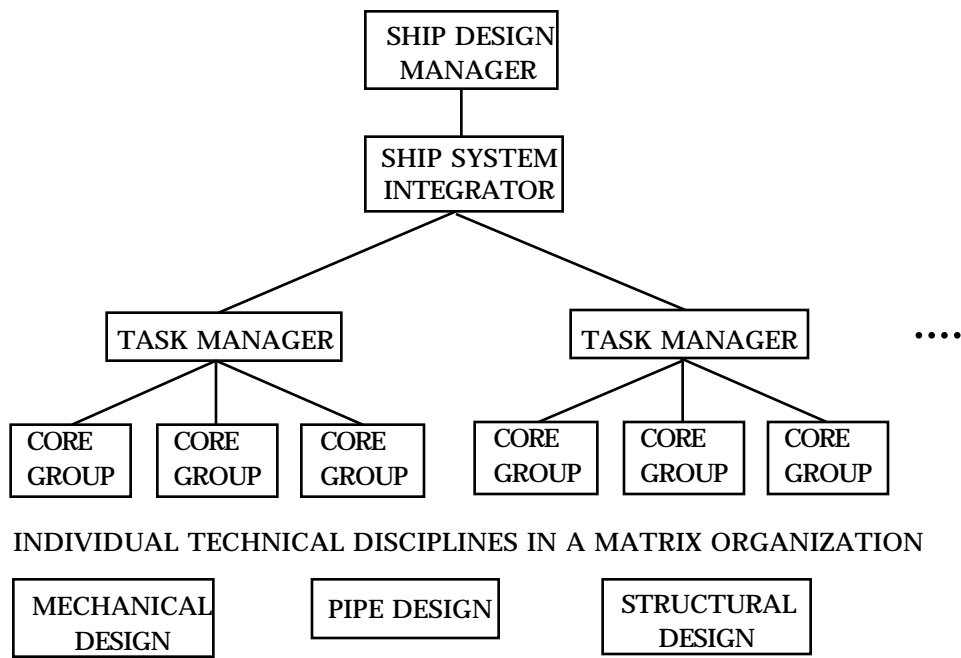 SHIP DESIGN
MANAGER
SHIP SYSTEM
INTEGRATOR
TASK MANAGER
TASK MANAGER
....
CORE
GROUP
CORE
GROUP
CORE
GROUP
CORE
GROUP
CORE
GROUP
CORE
GROUP
INDIVIDUAL TECHNICAL DISCIPLINES IN A MATRIX ORGANIZATION
MECHANICAL
DESIGN
PIPE DESIGN
STRUCTURAL
DESIGN